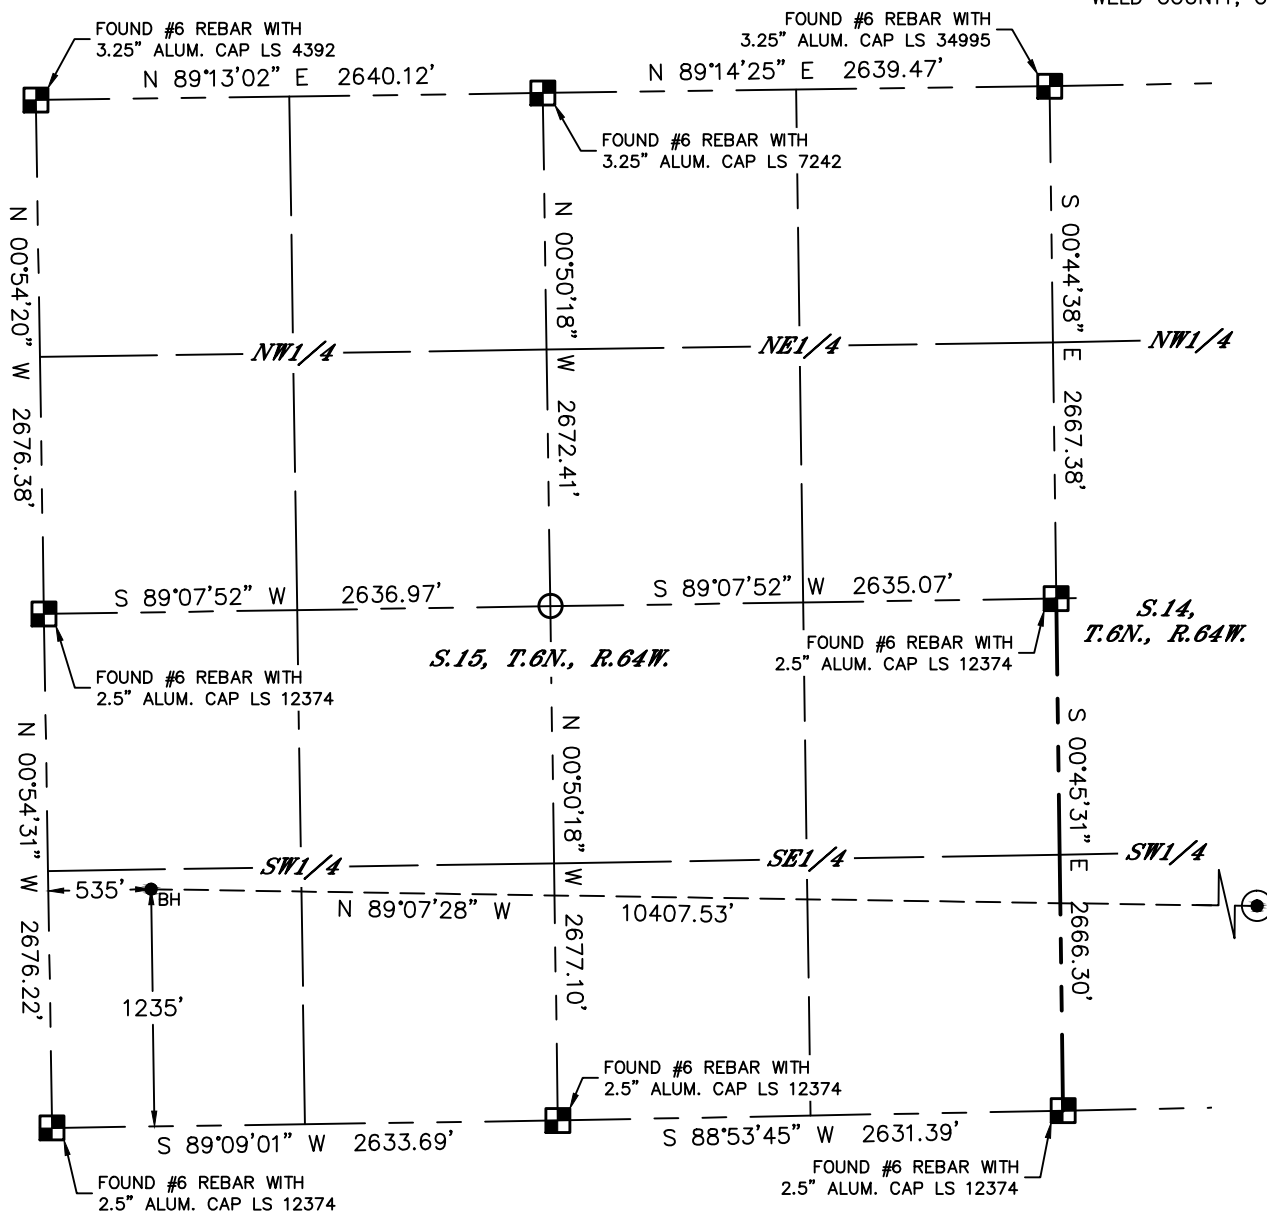 FOUND #6 REBAR WITH
3.25" ALUM. CAP LS 4392
N 89°13'02" E 2640.12'
FOUND #6 REBAR WITH
3.25" ALUM. CAP LS 34995
N 89°14'25" E 2639.47'
FOUND #6 REBAR WITH
3.25" ALUM. CAP LS 7242
N 00°54'20" W 2676.38'
N 00°50'18" W 2672.41'
S 00°44'38" E 2667.38'
NW1/4
NE1/4
NW1/4
S 89°07'52" W 2636.97'
S 89°07'52" W 2635.07'
S.14,
T.6N., R.64W.
S.15, T.6N., R.64W.
FOUND #6 REBAR WITH
2.5" ALUM. CAP LS 12374
FOUND #6 REBAR WITH
2.5" ALUM. CAP LS 12374
N 00°54'31" W 2676.22'
N 00°50'18" W 2677.10'
S 00°45'31" E 2666.30'
SW1/4
SE1/4
SW1/4
535'
BH
N 89°07'28" W 10407.53'
1235'
FOUND #6 REBAR WITH
2.5" ALUM. CAP LS 12374
S 89°09'01" W 2633.69'
S 88°53'45" W 2631.39'
FOUND #6 REBAR WITH
2.5" ALUM. CAP LS 12374
FOUND #6 REBAR WITH
2.5" ALUM. CAP LS 12374